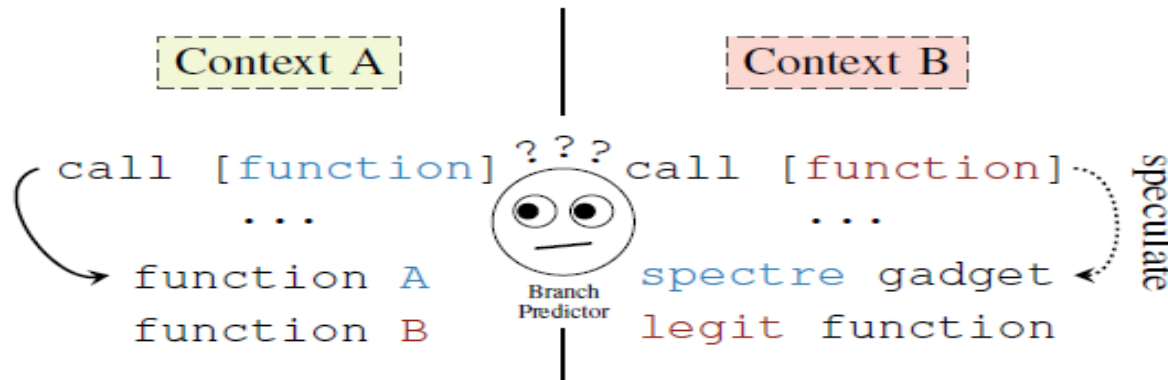 Context A
Context B
???
call [function]
call [function]
...
...
speculate
function A
function B
Branch
Predictor
spectre gadget
legit function